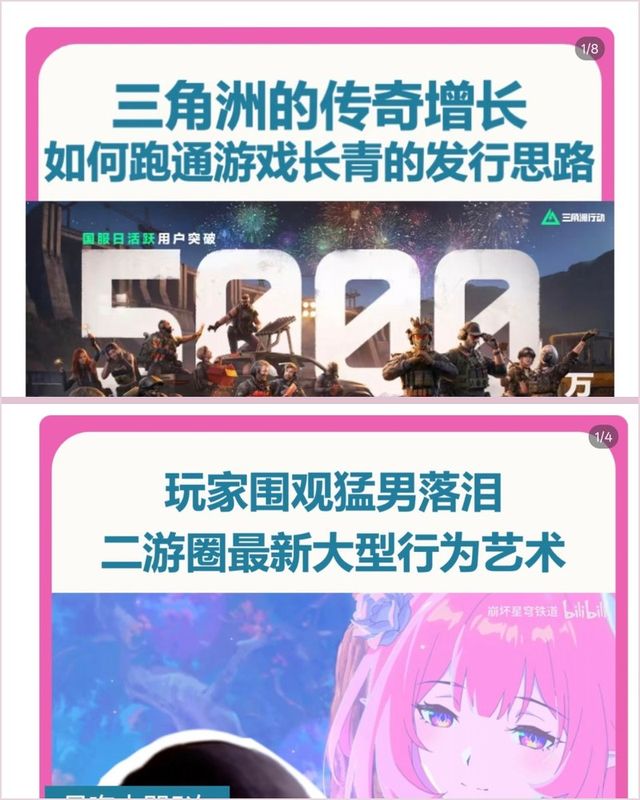 1/8
三角洲的传奇增长
如何跑通游戏长青的发行思路
三角洲行动
国服日活跃用户突破
5000
万
1/4
玩家围观猛男落泪
二游圈最新大型行为艺术
崩坏星穹铁道 bilibili